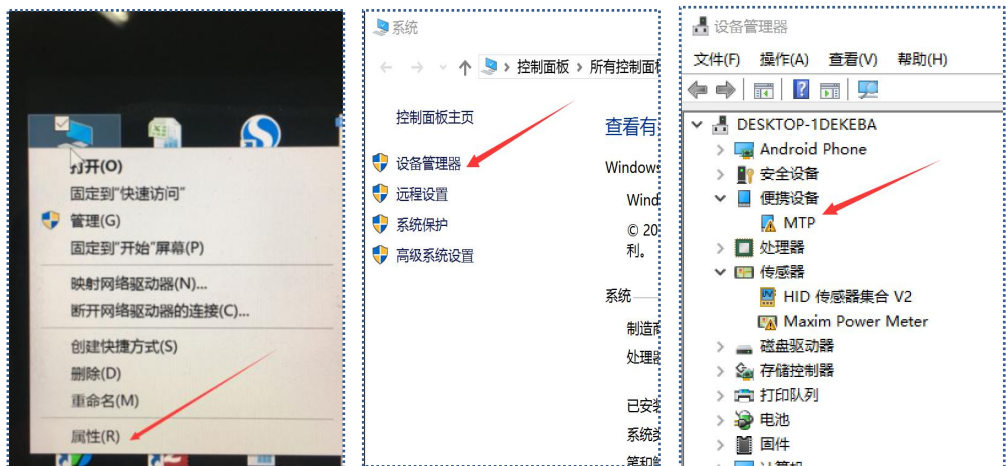 打开(O)
固定到"快速访问"
管理(G)
固定到"开始"屏幕(P)
映射网络驱动器(N)...
断开网络驱动器的连接(C)...
创建快捷方式(S)
删除(D)
重命名(M)
属性(R)
系统
控制面板 > 所有控制面
控制面板主页
查看有
设备管理器
Windows
远程设置
Wind
系统保护
© 20
利。
高级系统设置
系统
制造
处理
已安
系统
设备管理器
文件(F) 操作(A) 查看(V) 帮助(H)
DESKTOP-1DEKEBA
Android Phone
安全设备
便携设备
MTP
处理器
传感器
HID 传感器集合 V2
Maxim Power Meter
磁盘驱动器
存储控制器
打印队列
电池
固件